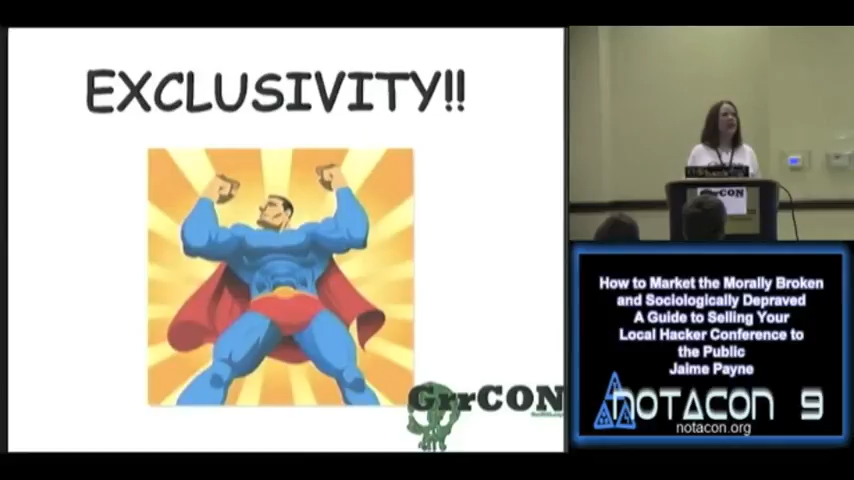 EXCLUSIVITY!!
GrrCON
GrrCON
How to Market the Morally Broken
and Sociologically Depraved
A Guide to Selling Your
Local Hacker Conference to
the Public
Jaime Payne
NOTACON 9
notacon.org